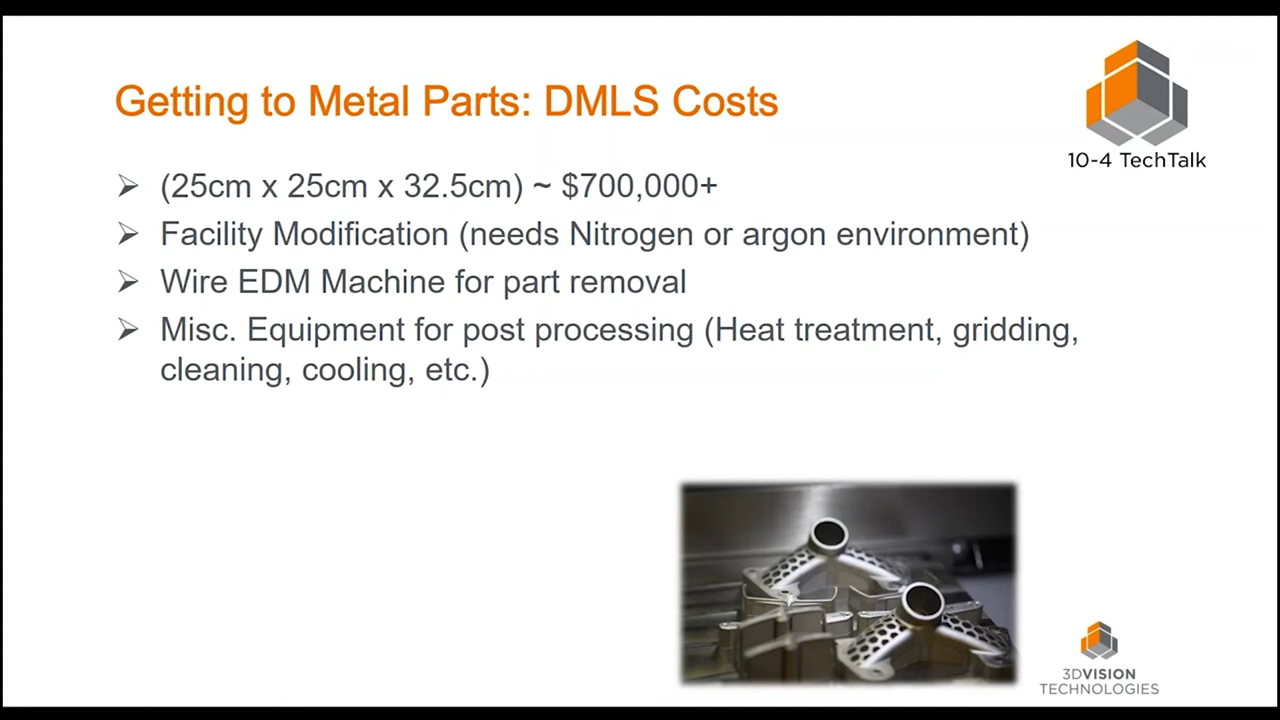 Getting to Metal Parts: DMLS Costs
10-4 TechTalk
➢ (25cm x 25cm x 32.5cm) ~ $700,000+
➢ Facility Modification (needs Nitrogen or argon environment)
➢ Wire EDM Machine for part removal
➢ Misc. Equipment for post processing (Heat treatment, gridding,
cleaning, cooling, etc.)
3DVISION
TECHNOLOGIES